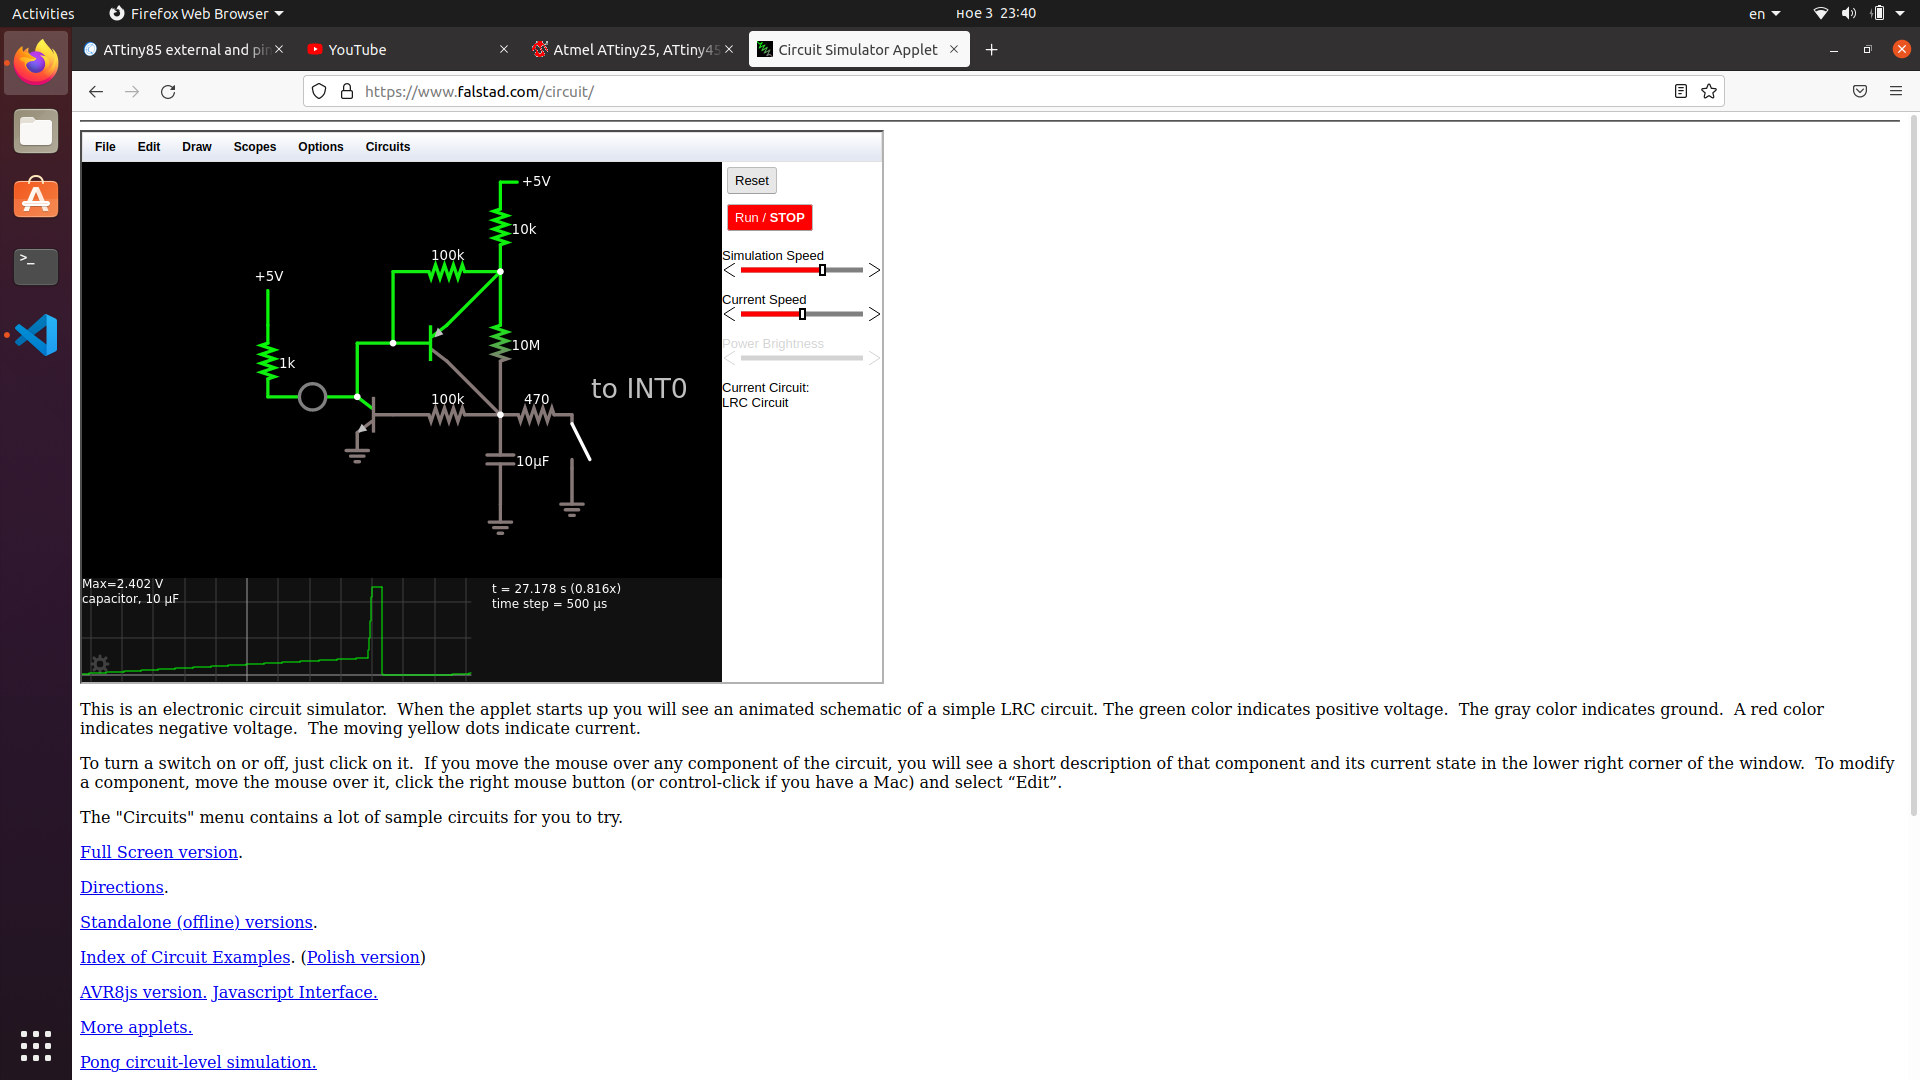 Activities
Firefox Web Browser
ное 3 23:40
en
ATtiny85 external and pin
YouTube
Atmel ATtiny25, ATtiny45
Circuit Simulator Applet
https://www.falstad.com/circuit/
File Edit Draw Scopes Options Circuits
Reset
Run / STOP
Simulation Speed
Current Speed
Power Brightness
Current Circuit:
LRC Circuit
+5V
10k
100k
+5V
10M
1k
to INT0
100k
470
10µF
Max=2.402 V
capacitor, 10 µF
t = 27.178 s (0.816x)
time step = 500 µs
This is an electronic circuit simulator.  When the applet starts up you will see an animated schematic of a simple LRC circuit. The green color indicates positive voltage.  The gray color indicates ground.  A red color
indicates negative voltage.  The moving yellow dots indicate current.
To turn a switch on or off, just click on it.  If you move the mouse over any component of the circuit, you will see a short description of that component and its current state in the lower right corner of the window.  To modify
a component, move the mouse over it, click the right mouse button (or control-click if you have a Mac) and select “Edit”.
The "Circuits" menu contains a lot of sample circuits for you to try.
Full Screen version.
Directions.
Standalone (offline) versions.
Index of Circuit Examples. (Polish version)
AVR8js version. Javascript Interface.
More applets.
Pong circuit-level simulation.